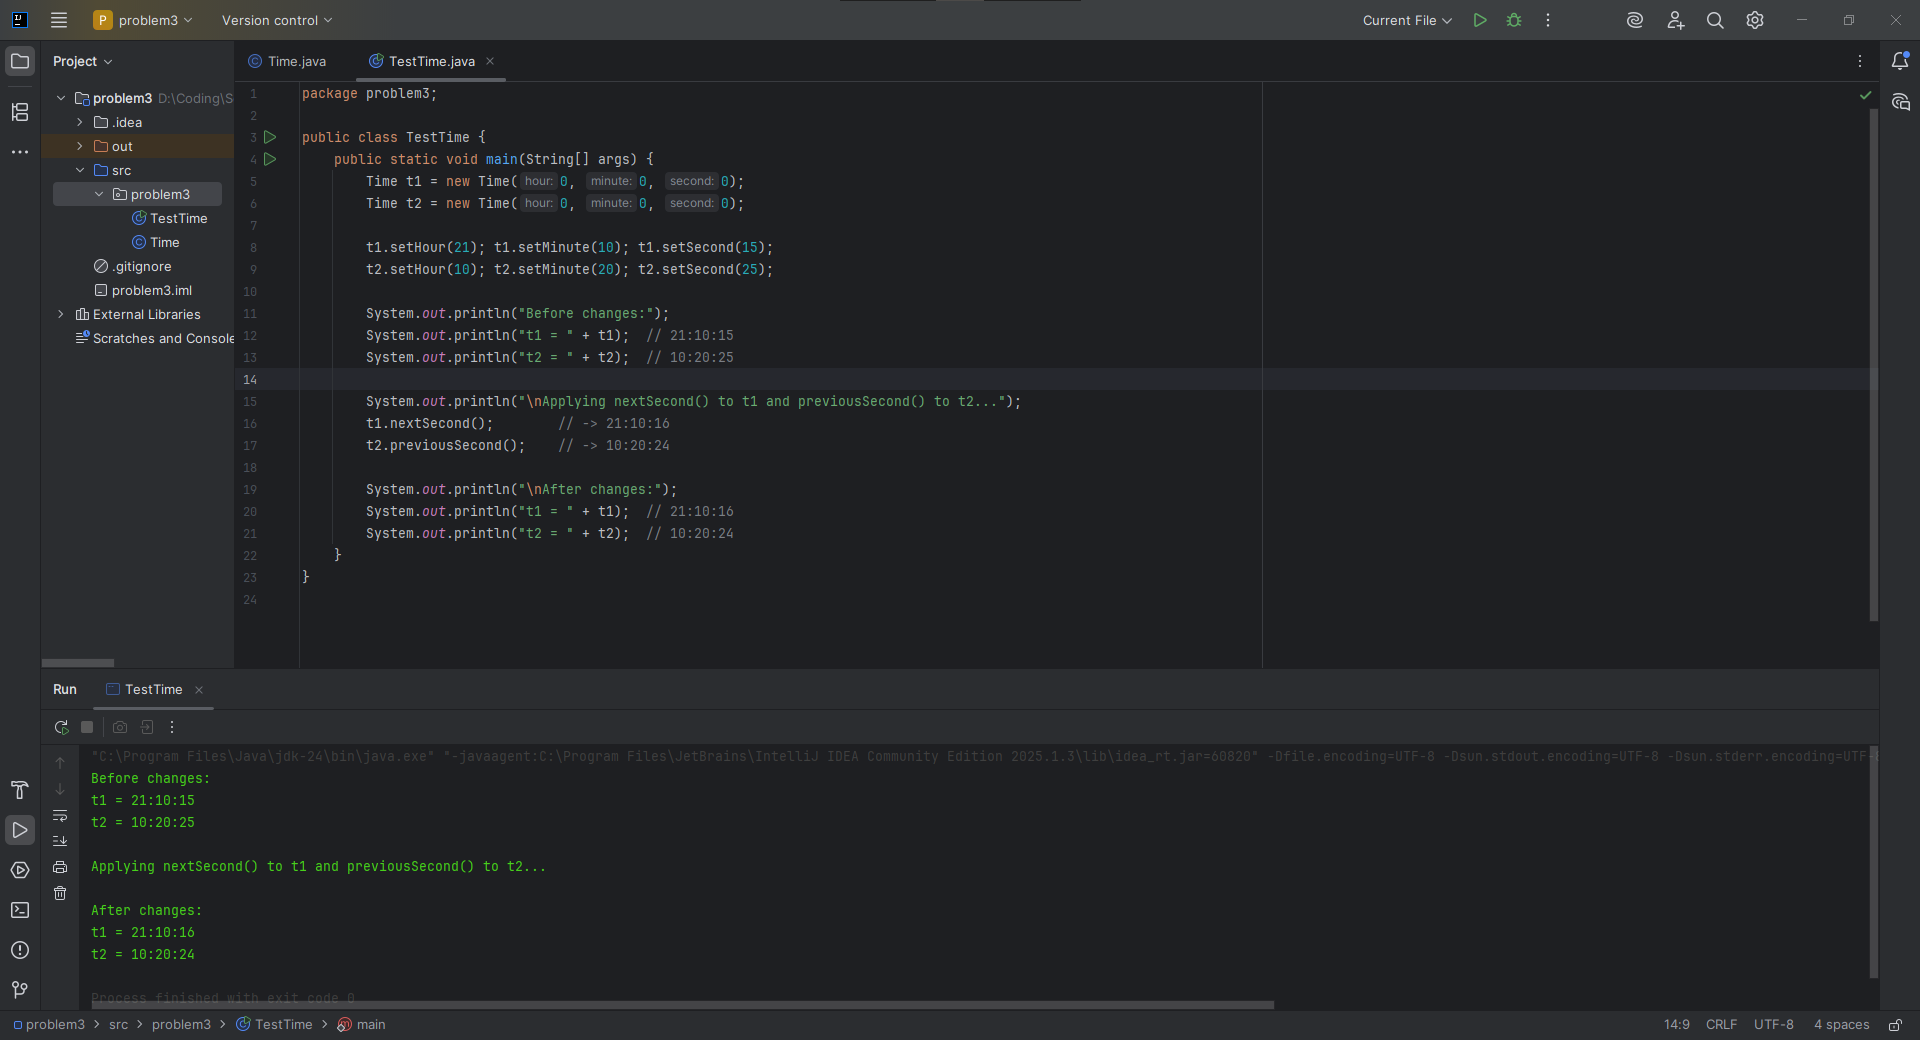 P problem3 Version control Current File
Project
Time.java TestTime.java
problem3 D:\Coding\S
.idea
out
src
problem3
TestTime
Time
.gitignore
problem3.iml
External Libraries
Scratches and Console
1 package problem3;
2
3 public class TestTime {
4 public static void main(String[] args) {
5 Time t1 = new Time( hour: 0, minute: 0, second: 0);
6 Time t2 = new Time( hour: 0, minute: 0, second: 0);
7
8 t1.setHour(21); t1.setMinute(10); t1.setSecond(15);
9 t2.setHour(10); t2.setMinute(20); t2.setSecond(25);
10
11 System.out.println("Before changes:");
12 System.out.println("t1 = " + t1); // 21:10:15
13 System.out.println("t2 = " + t2); // 10:20:25
14
15 System.out.println("\nApplying nextSecond() to t1 and previousSecond() to t2...");
16 t1.nextSecond(); // -> 21:10:16
17 t2.previousSecond(); // -> 10:20:24
18
19 System.out.println("\nAfter changes:");
20 System.out.println("t1 = " + t1); // 21:10:16
21 System.out.println("t2 = " + t2); // 10:20:24
22 }
23 }
24
Run TestTime
"C:\Program Files\Java\jdk-24\bin\java.exe" "-javaagent:C:\Program Files\JetBrains\IntelliJ IDEA Community Edition 2025.1.3\lib\idea_rt.jar=60820" -Dfile.encoding=UTF-8 -Dsun.stdout.encoding=UTF-8 -Dsun.stderr.encoding=UTF-8
Before changes:
t1 = 21:10:15
t2 = 10:20:25
Applying nextSecond() to t1 and previousSecond() to t2...
After changes:
t1 = 21:10:16
t2 = 10:20:24
Process finished with exit code 0
problem3 > src > problem3 > TestTime > main 14:9 CRLF UTF-8 4 spaces